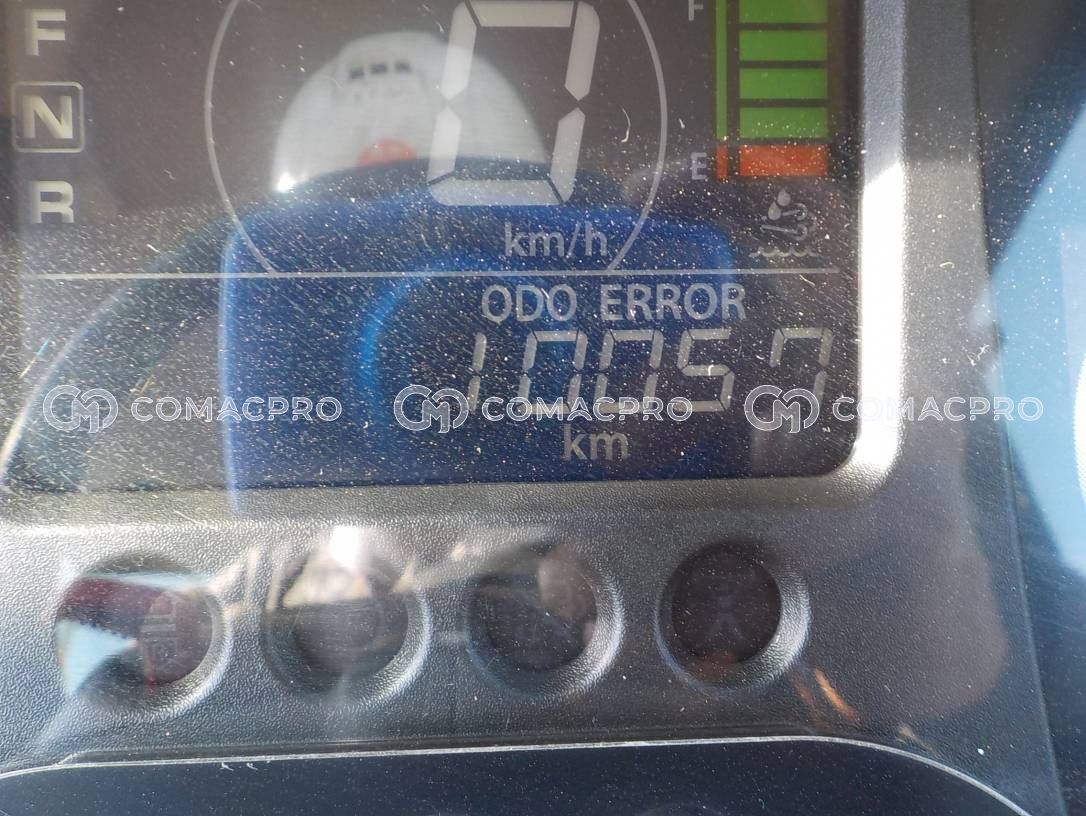 F
F
0
N
E
R
km/h
ODO ERROR
10057
COMACPRO COMACPRO COMACPRO
km